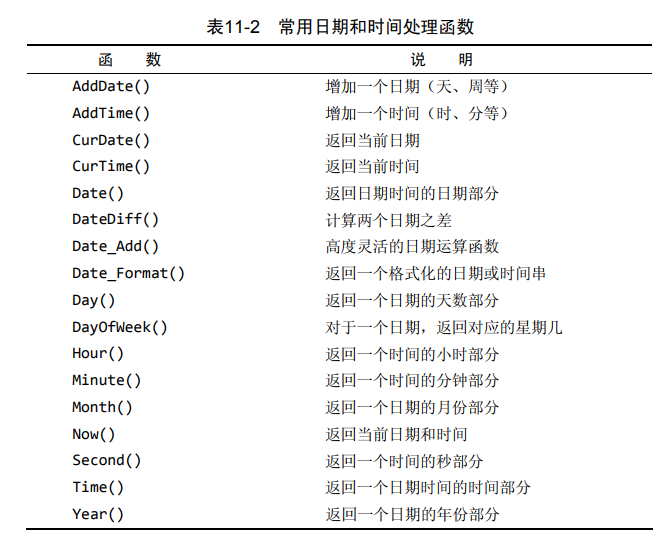 表11-2 常用日期和时间处理函数
函 数 说 明
AddDate() 增加一个日期（天、周等）
AddTime() 增加一个时间（时、分等）
CurDate() 返回当前日期
CurTime() 返回当前时间
Date() 返回日期时间的日期部分
DateDiff() 计算两个日期之差
Date_Add() 高度灵活的日期运算函数
Date_Format() 返回一个格式化的日期或时间串
Day() 返回一个日期的天数部分
DayOfWeek() 对于一个日期，返回对应的星期几
Hour() 返回一个时间的小时部分
Minute() 返回一个时间的分钟部分
Month() 返回一个日期的月份部分
Now() 返回当前日期和时间
Second() 返回一个时间的秒部分
Time() 返回一个日期时间的时间部分
Year() 返回一个日期的年份部分